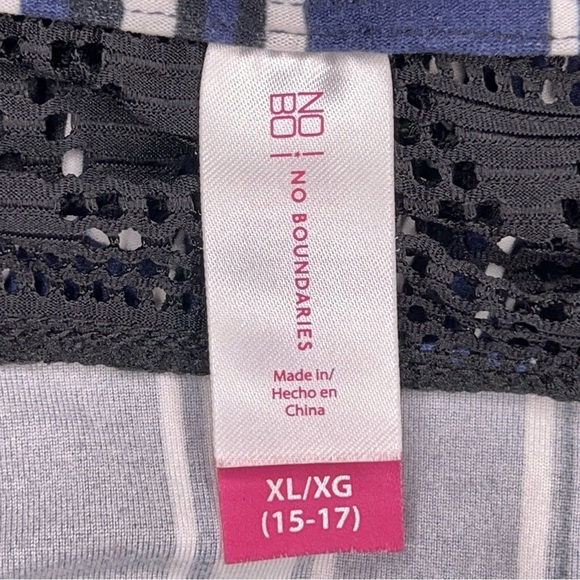 NO
BO
NO BOUNDARIES
Made in/
Hecho en
China
XL/XG
(15-17)